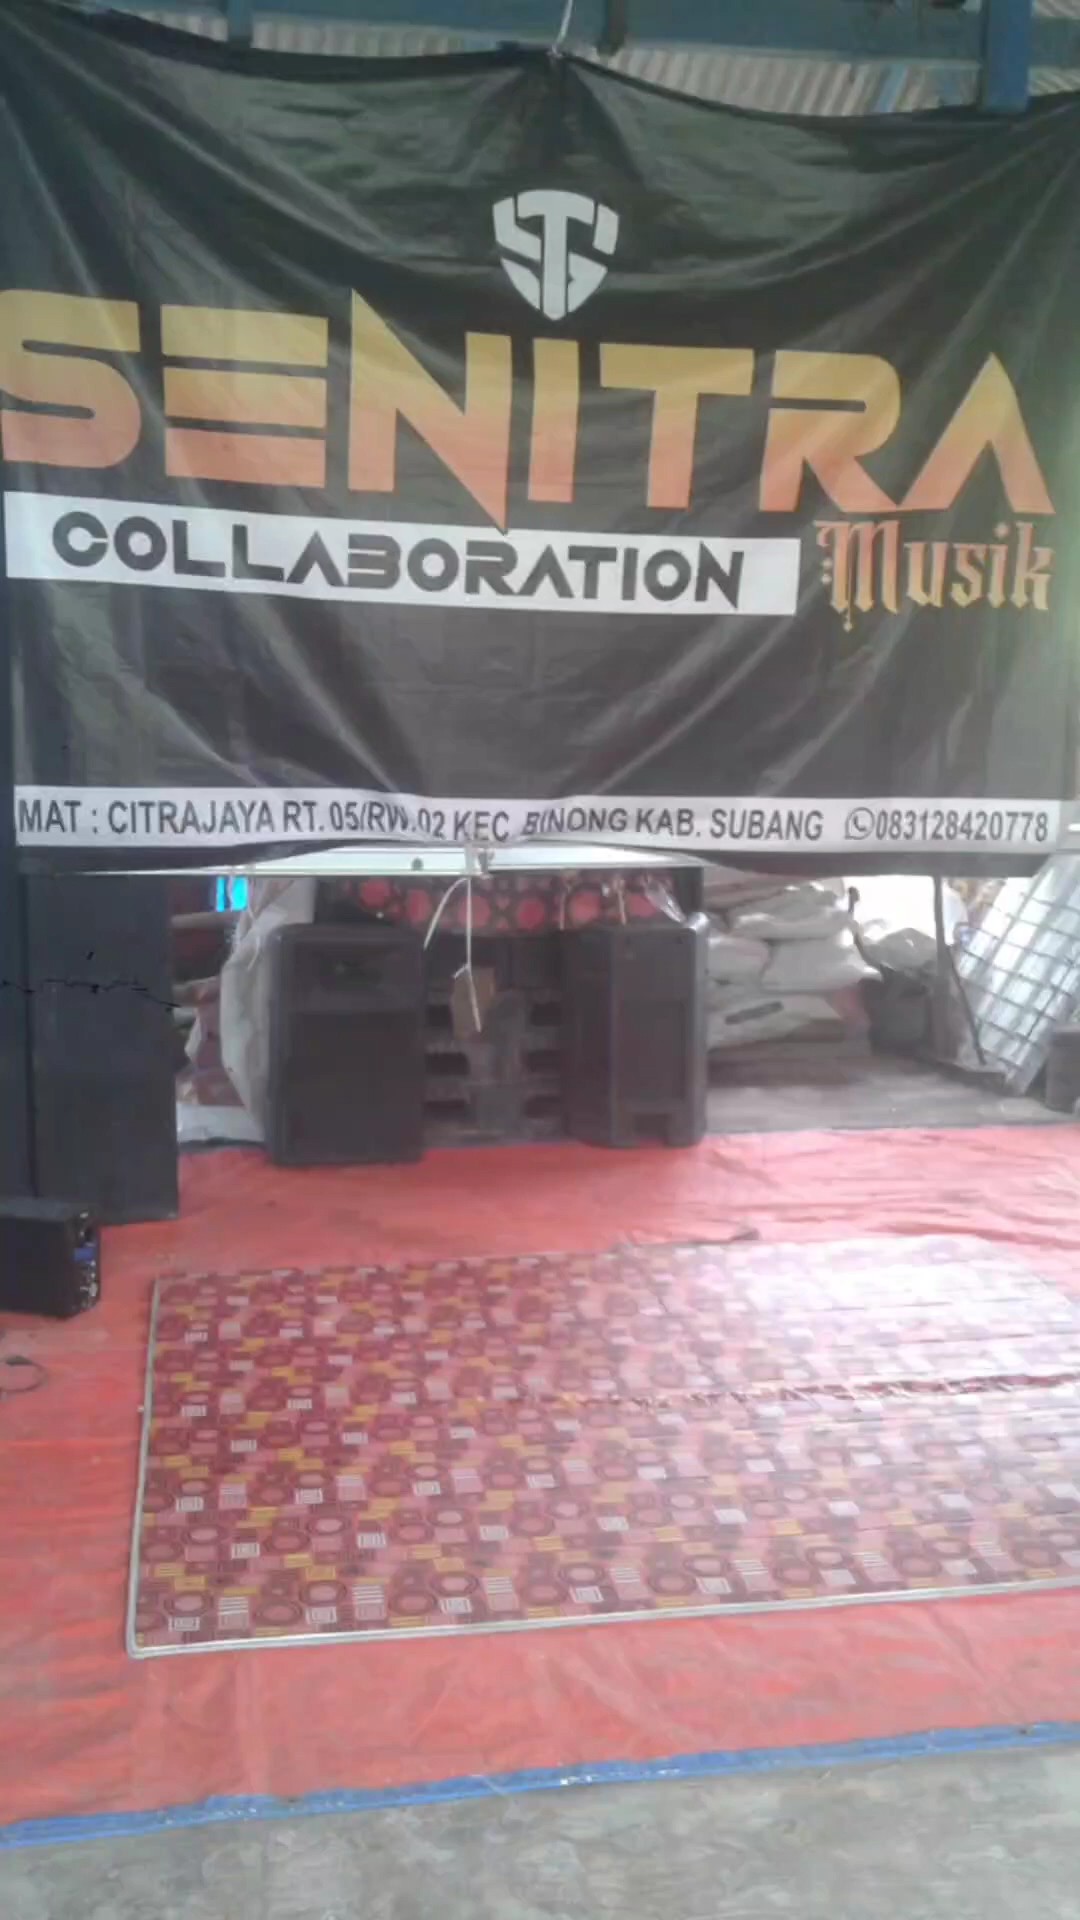 SENITRA
COLLABORATION Musik
MAT : CITRAJAYA RT. 05/RW.02 KEC BINONG KAB. SUBANG 083128420778